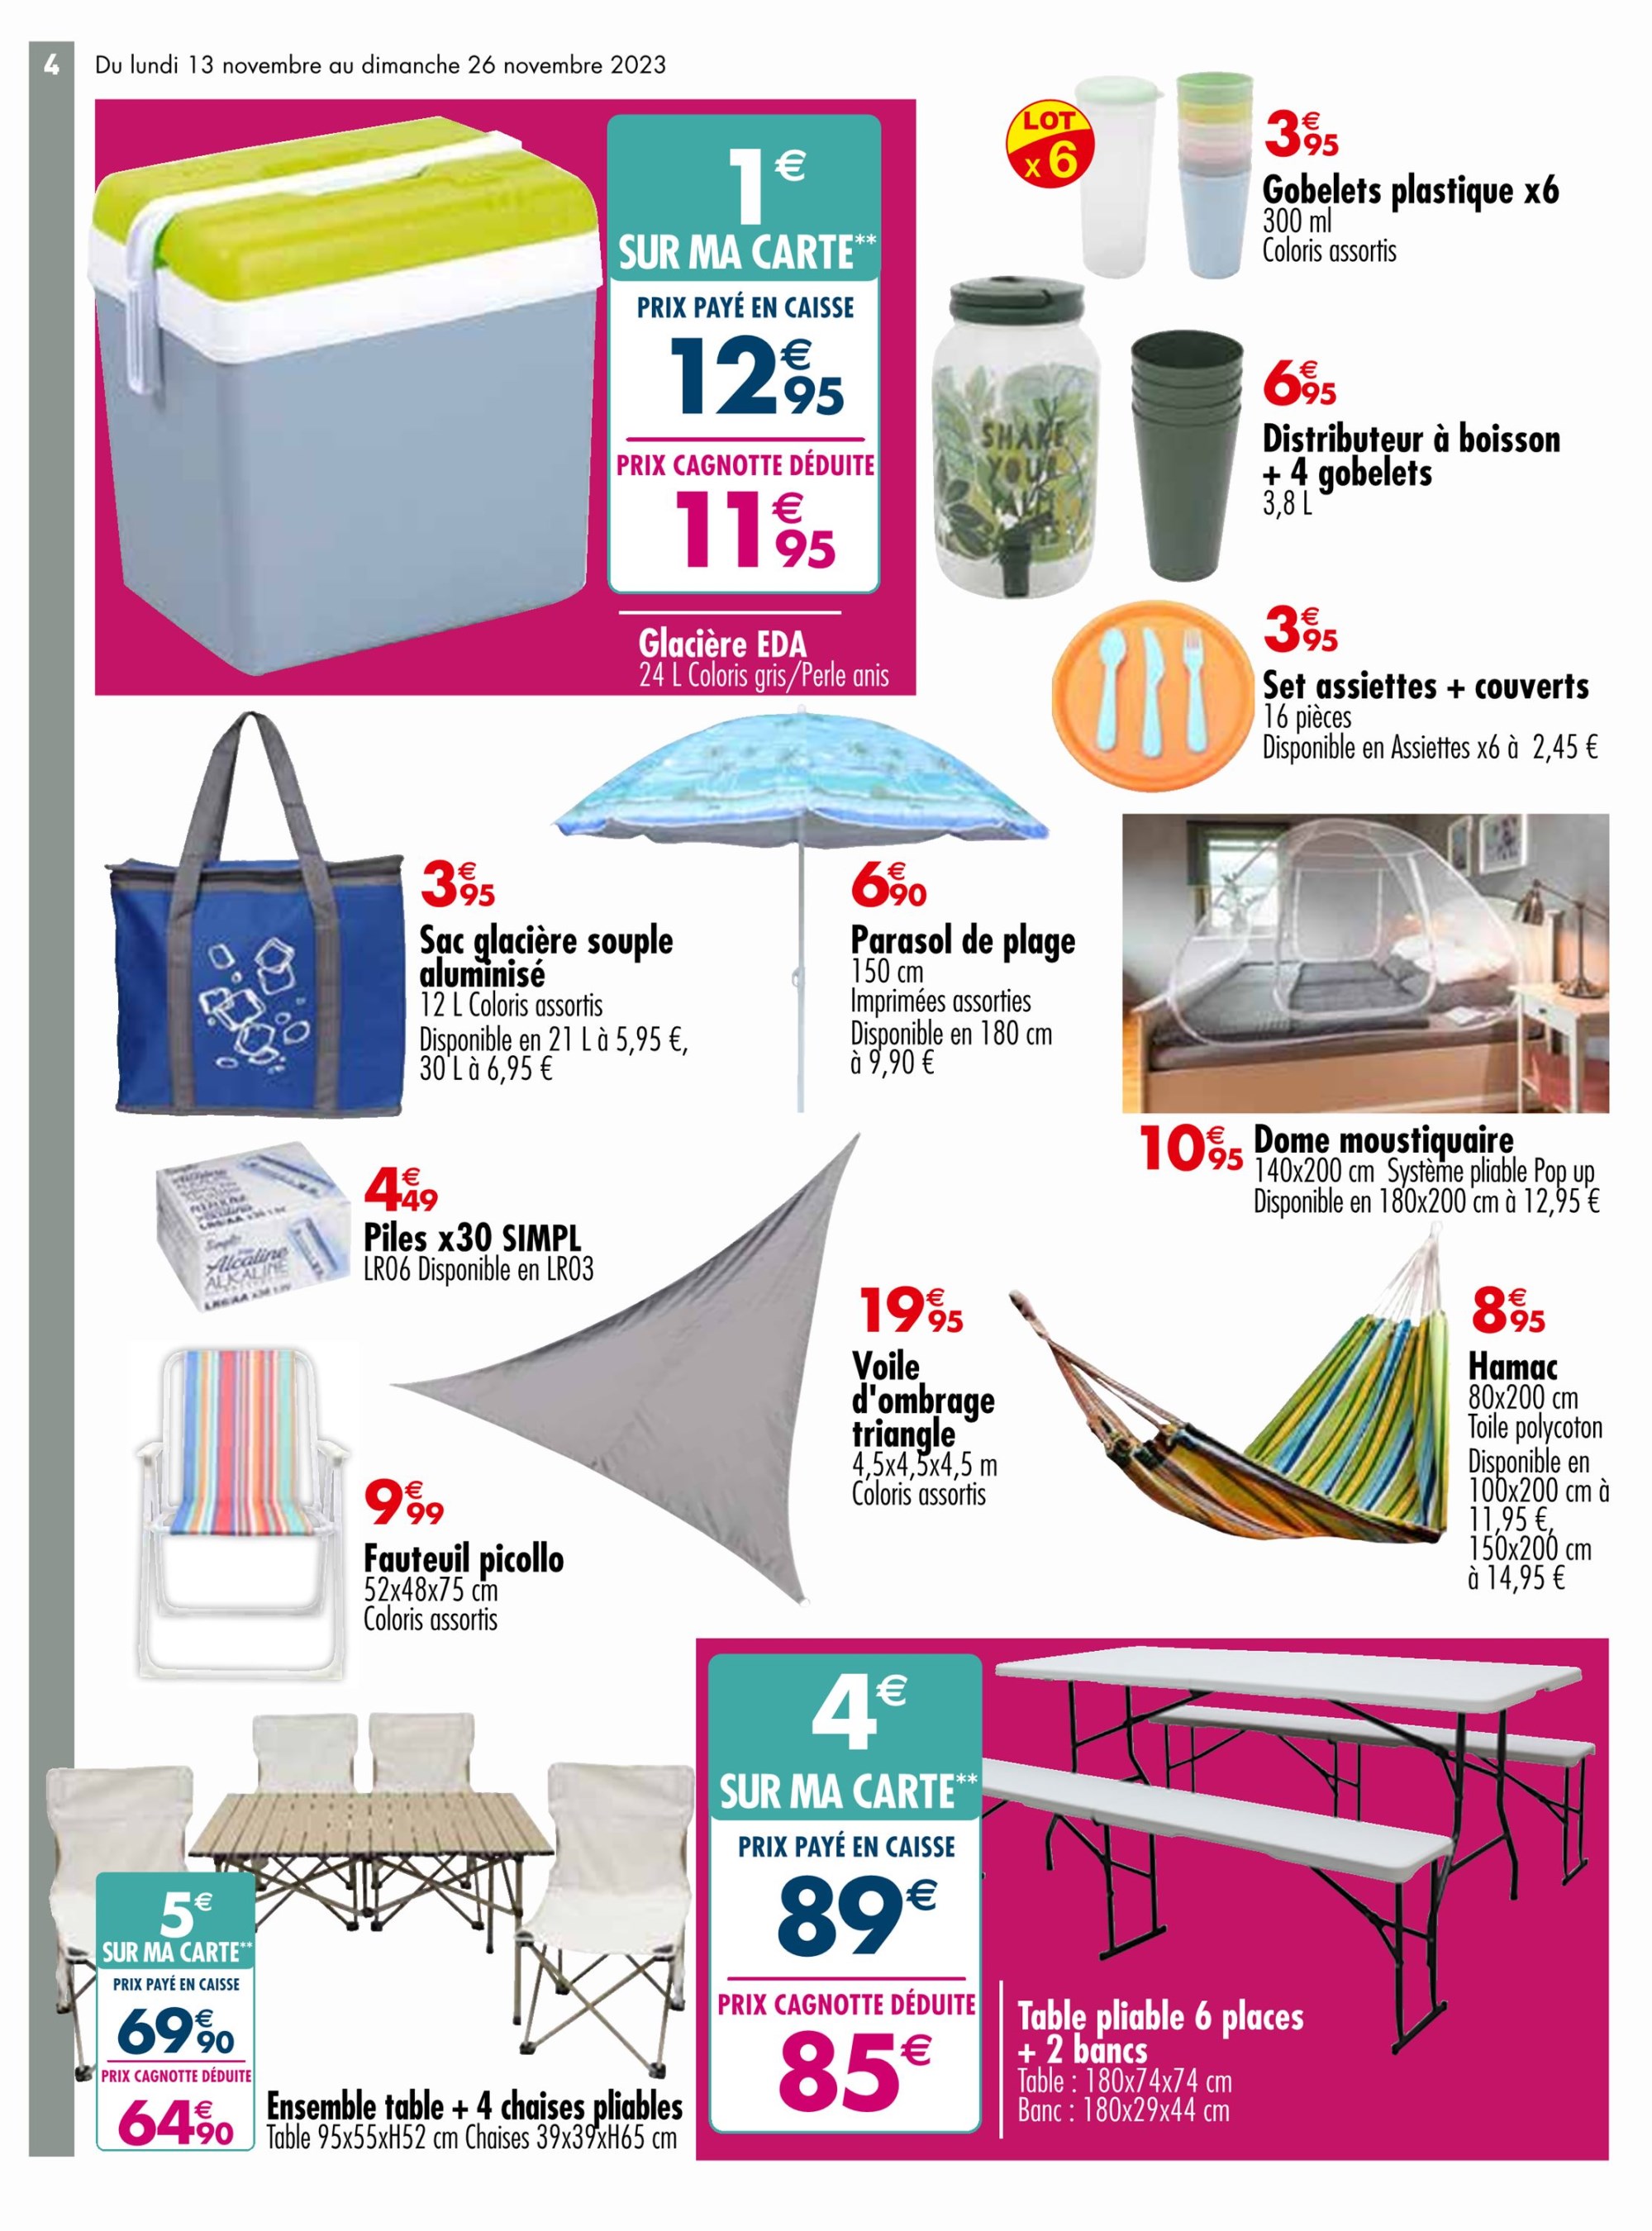 4
Du lundi 13 novembre au dimanche 26 novembre 2023
1€
SUR MA CARTE**
PRIX PAYÉ EN CAISSE
12€95
PRIX CAGNOTTE DÉDUITE
11€95
Glacière EDA
24 L Coloris gris/Perle anis
LOT
x 6
3€95
Gobelets plastique x6
300 ml
Coloris assortis
SHAKE
YOU
6€95
Distributeur à boisson
+ 4 gobelets
3,8 L
3€95
Set assiettes + couverts
16 pièces
Disponible en Assiettes x6 à 2,45 €
3€95
Sac glacière souple
aluminisé
12 L Coloris assortis
Disponible en 21 L à 5,95 €,
30 L à 6,95 €
6€90
Parasol de plage
150 cm
Imprimées assorties
Disponible en 180 cm
à 9,90 €
10€95
Dome moustiquaire
140x200 cm Système pliable Pop up
Disponible en 180x200 cm à 12,95 €
Simpl
Alcaline
ALKALINE
4€49
Piles x30 SIMPL
LR06 Disponible en LR03
19€95
Voile
d'ombrage
triangle
4,5x4,5x4,5 m
Coloris assortis
8€95
Hamac
80x200 cm
Toile polycoton
Disponible en
100x200 cm à
11,95 €,
150x200 cm
à 14,95 €
9€99
Fauteuil picollo
52x48x75 cm
Coloris assortis
5€
SUR MA CARTE**
PRIX PAYÉ EN CAISSE
69€90
PRIX CAGNOTTE DÉDUITE
64€90
Ensemble table + 4 chaises pliables
Table 95x55xH52 cm Chaises 39x39xH65 cm
4€
SUR MA CARTE**
PRIX PAYÉ EN CAISSE
89€
PRIX CAGNOTTE DÉDUITE
85€
Table pliable 6 places
+ 2 bancs
Table : 180x74x74 cm
Banc : 180x29x44 cm